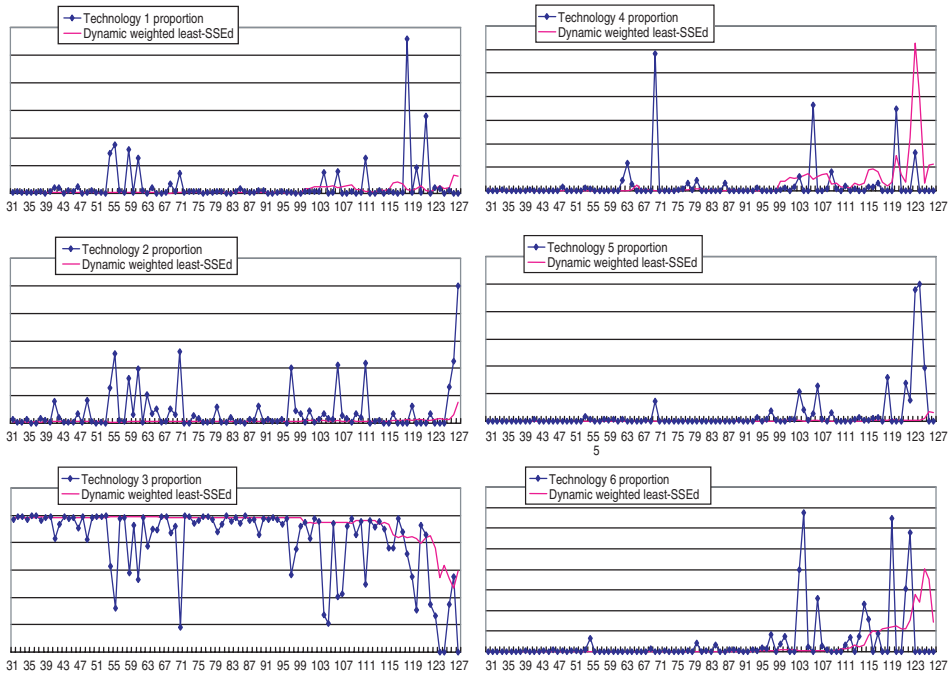 Technology 1 proportion
Dynamic weighted least-SSEd
31 35 39 43 47 51 55 59 63 67 71 75 79 83 87 91 95 99 103 107 111 115 119 123 127
Technology 4 proportion
Dynamic weighted least-SSEd
31 35 39 43 47 51 55 59 63 67 71 75 79 83 87 91 95 99 103 107 111 115 119 123 127
Technology 2 proportion
Dynamic weighted least-SSEd
31 35 39 43 47 51 55 59 63 67 71 75 79 83 87 91 95 99 103 107 111 115 119 123 127
Technology 5 proportion
Dynamic weighted least-SSEd
31 35 39 43 47 51 55 59 63 67 71 75 79 83 87 91 95 99 103 107 111 115 119 123 127
5
Technology 3 proportion
Dynamic weighted least-SSEd
31 35 39 43 47 51 55 59 63 67 71 75 79 83 87 91 95 99 103 107 111 115 119 123 127
Technology 6 proportion
Dynamic weighted least-SSEd
31 35 39 43 47 51 55 59 63 67 71 75 79 83 87 91 95 99 103 107 111 115 119 123 127